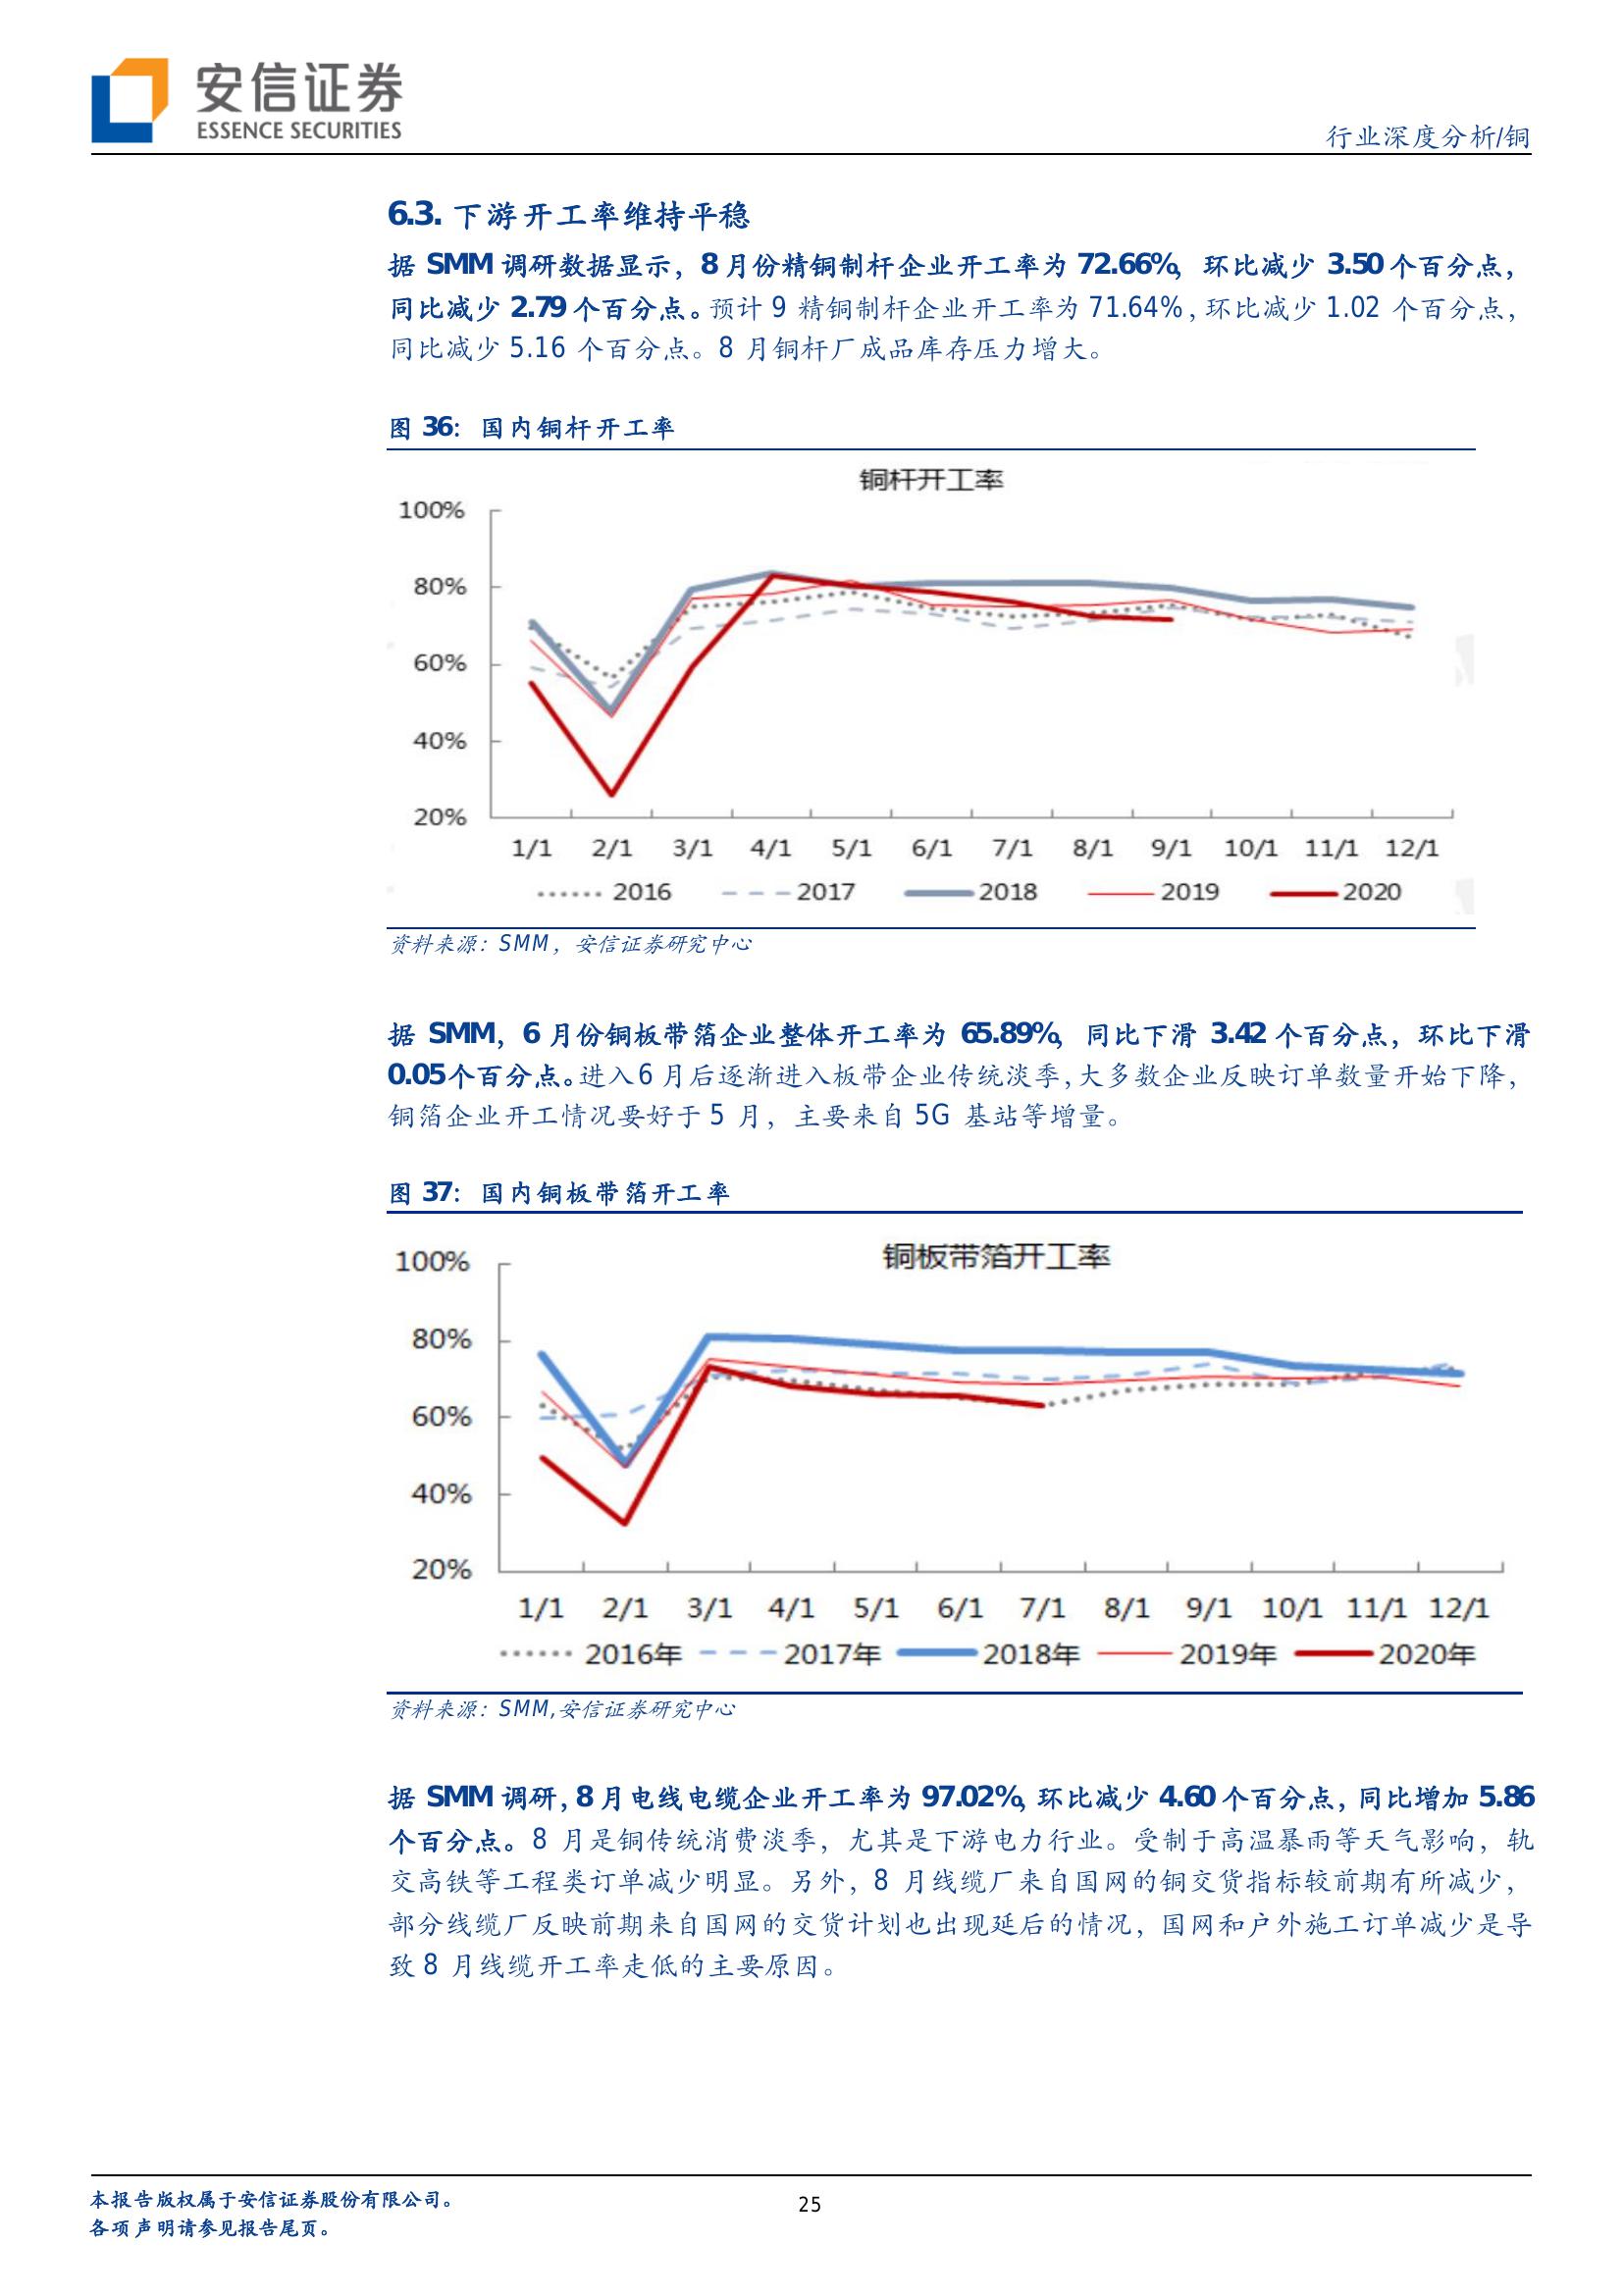 安信证券
ESSENCE SECURITIES
行业深度分析/铜
6.3. 下游开工率维持平稳
据 SMM 调研数据显示，8 月份精铜制杆企业开工率为 72.66%，环比减少 3.50 个百分点，
同比减少 2.79 个百分点。预计 9 精铜制杆企业开工率为 71.64%，环比减少 1.02 个百分点，
同比减少 5.16 个百分点。8 月铜杆厂成品库存压力增大。
图 36：国内铜杆开工率
铜杆开工率
100%
80%
60%
40%
20%
1/1 2/1 3/1 4/1 5/1 6/1 7/1 8/1 9/1 10/1 11/1 12/1
2016 2017 2018 2019 2020
资料来源：SMM，安信证券研究中心
据 SMM，6 月份铜板带箔企业整体开工率为 65.89%，同比下滑 3.42 个百分点，环比下滑
0.05 个百分点。进入 6 月后逐渐进入板带企业传统淡季，大多数企业反映订单数量开始下降，
铜箔企业开工情况要好于 5 月，主要来自 5G 基站等增量。
图 37：国内铜板带箔开工率
铜板带箔开工率
100%
80%
60%
40%
20%
1/1 2/1 3/1 4/1 5/1 6/1 7/1 8/1 9/1 10/1 11/1 12/1
2016年 2017年 2018年 2019年 2020年
资料来源：SMM,安信证券研究中心
据 SMM 调研，8 月电线电缆企业开工率为 97.02%，环比减少 4.60 个百分点，同比增加 5.86
个百分点。8 月是铜传统消费淡季，尤其是下游电力行业。受制于高温暴雨等天气影响，轨
交高铁等工程类订单减少明显。另外，8 月线缆厂来自国网的铜交货指标较前期有所减少，
部分线缆厂反映前期来自国网的交货计划也出现延后的情况，国网和户外施工订单减少是导
致 8 月线缆开工率走低的主要原因。
本报告版权属于安信证券股份有限公司。
25
各项声明请参见报告尾页。